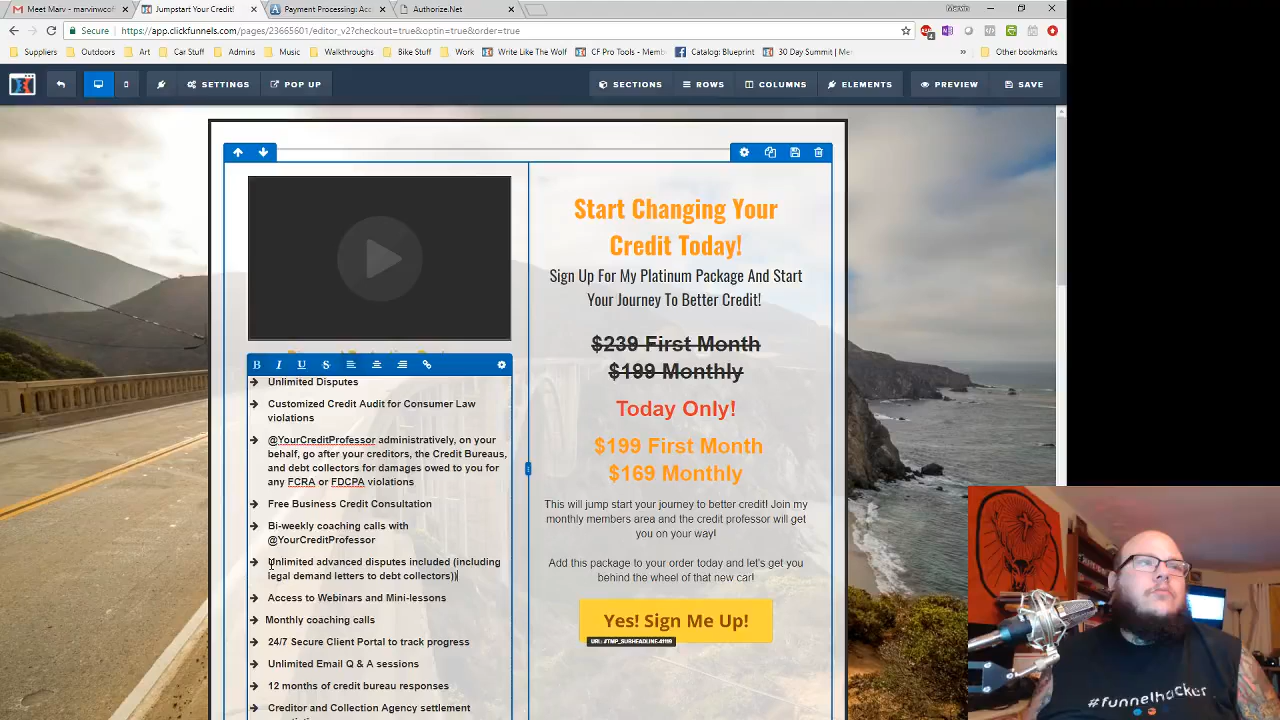 Meet Marv - marvinwcof
Jumpstart Your Credit!
Payment Processing: Acc
Authorize.Net
Marvin
Secure
https://app.clickfunnels.com/pages/23665601/editor_v2?checkout=true&optin=true&order=true
Suppliers
Outdoors
Art
Car Stuff
Admins
Music
Walkthroughs
Bike Stuff
Work
Write Like The Wolf
CF Pro Tools - Memb
Catalog: Blueprint
30 Day Summit | Me
Other bookmarks
SETTINGS
POP UP
SECTIONS
ROWS
COLUMNS
ELEMENTS
PREVIEW
SAVE
B I U S
Unlimited Disputes
Customized Credit Audit for Consumer Law
violations
@YourCreditProfessor administratively, on your
behalf, go after your creditors, the Credit Bureaus,
and debt collectors for damages owed to you for
any FCRA or FDCPA violations
Free Business Credit Consultation
Bi-weekly coaching calls with
@YourCreditProfessor
Unlimited advanced disputes included (including
legal demand letters to debt collectors))
Access to Webinars and Mini-lessons
Monthly coaching calls
24/7 Secure Client Portal to track progress
Unlimited Email Q & A sessions
12 months of credit bureau responses
Creditor and Collection Agency settlement
Start Changing Your
Credit Today!
Sign Up For My Platinum Package And Start
Your Journey To Better Credit!
$239 First Month
$199 Monthly
Today Only!
$199 First Month
$169 Monthly
This will jump start your journey to better credit! Join my
monthly members area and the credit professor will get
you on your way!
Add this package to your order today and let's get you
behind the wheel of that new car!
Yes! Sign Me Up!
#funnelhacker